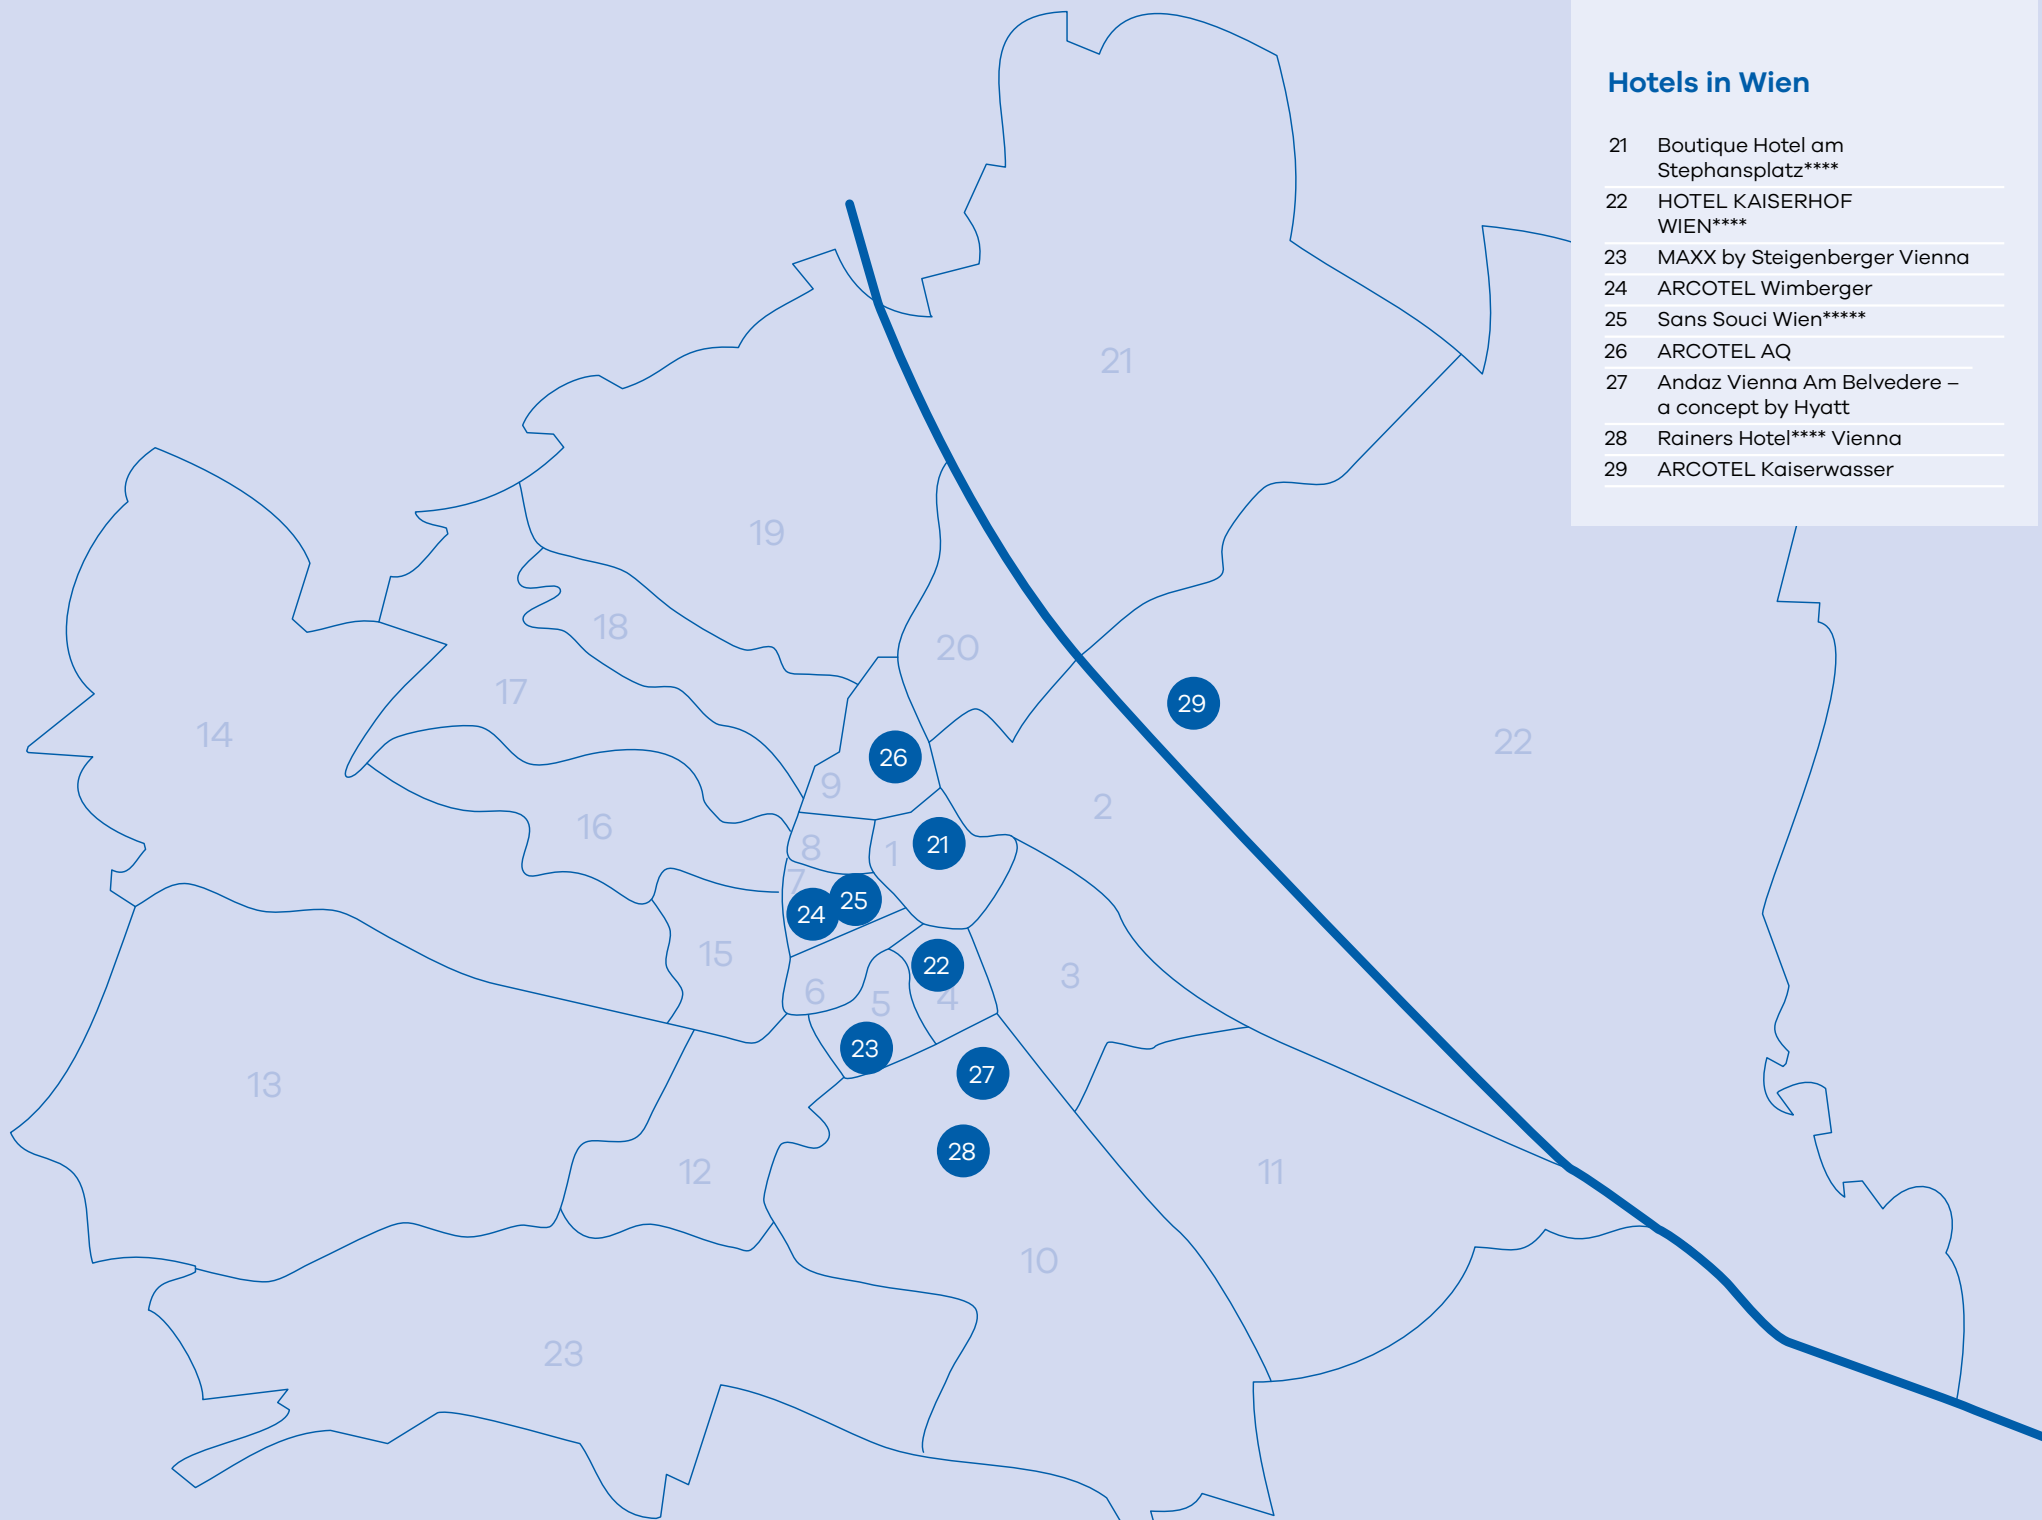 Hotels in Wien
21 Boutique Hotel am
Stephansplatz****
22 HOTEL KAISERHOF
WIEN****
23 MAXX by Steigenberger Vienna
24 ARCOTEL Wimberger
25 Sans Souci Wien*****
26 ARCOTEL AQ
27 Andaz Vienna Am Belvedere –
a concept by Hyatt
28 Rainers Hotel**** Vienna
29 ARCOTEL Kaiserwasser
21
19
18
20
17
29
14
22
26
9
2
16
21
8
1
7
25
24
15
22
3
6
5
4
23
27
13
28
12
11
10
23